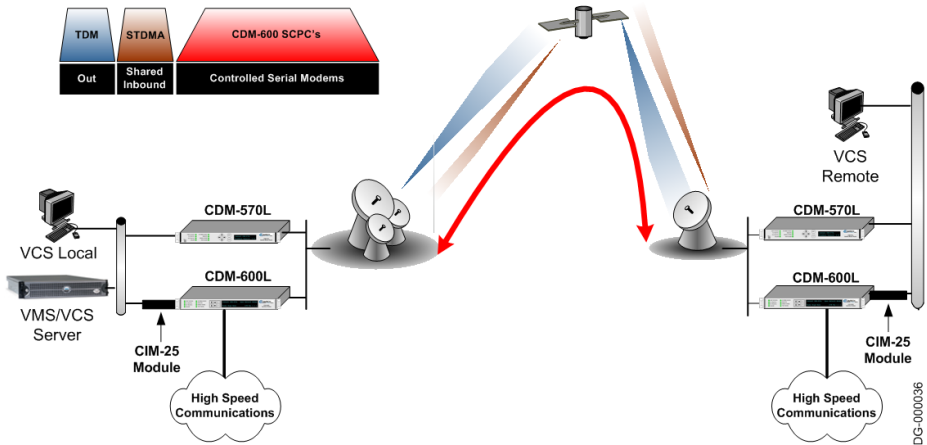 TDM
STDMA
CDM-600 SCPC's
Out
Shared
Inbound
Controlled Serial Modems
VCS
Remote
CDM-570L
CDM-570L
VCS Local
CDM-600L
CDM-600L
VMS/VCS
Server
CIM-25
Module
CIM-25
Module
High Speed
Communications
High Speed
Communications
DG-000036